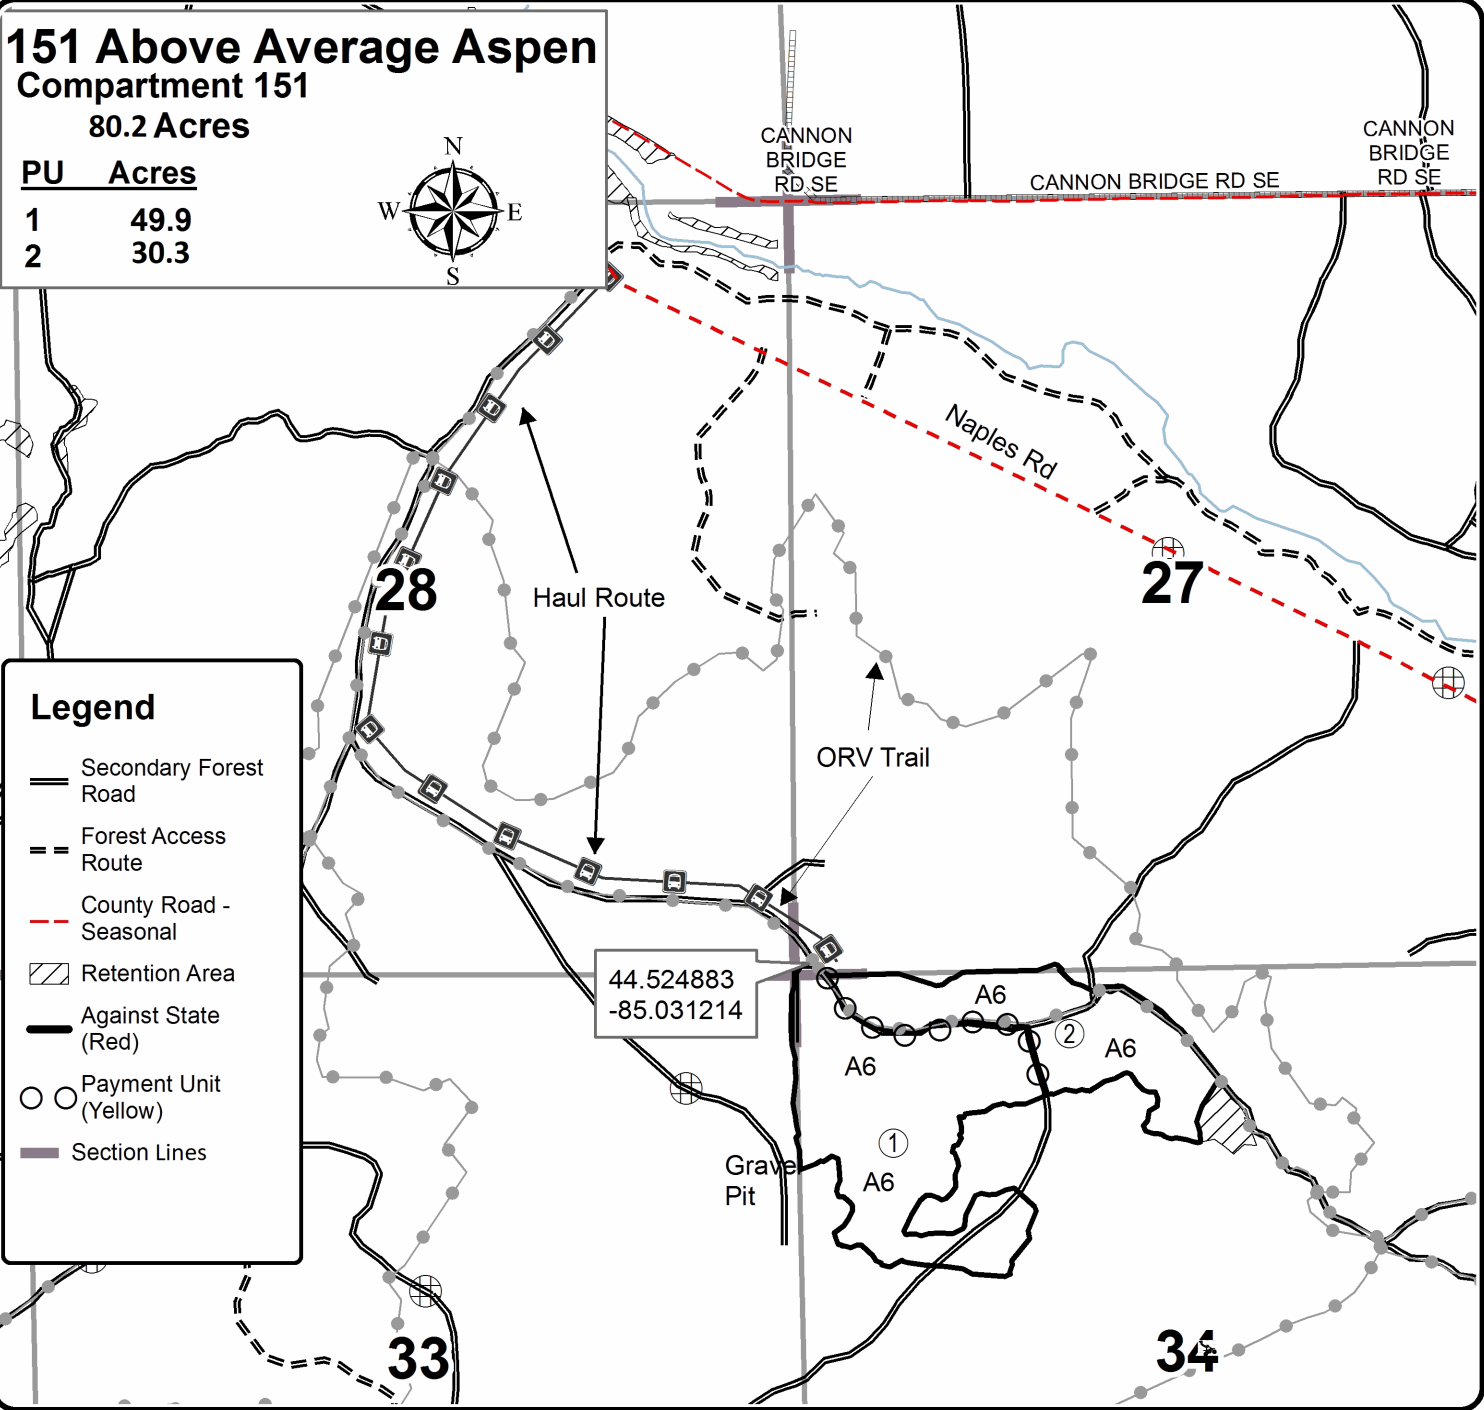 151 Above Average Aspen
Compartment 151
80.2 Acres
PU Acres
1 49.9
2 30.3
N
W E
S
CANNON
BRIDGE
RD SE
CANNON BRIDGE RD SE
CANNON
BRIDGE
RD SE
Naples Rd
28
27
Haul Route
ORV Trail
Legend
Secondary Forest
Road
Forest Access
Route
County Road -
Seasonal
Retention Area
Against State
(Red)
Payment Unit
(Yellow)
Section Lines
44.524883
-85.031214
A6
2
A6
A6
1
A6
Gravel
Pit
33
34